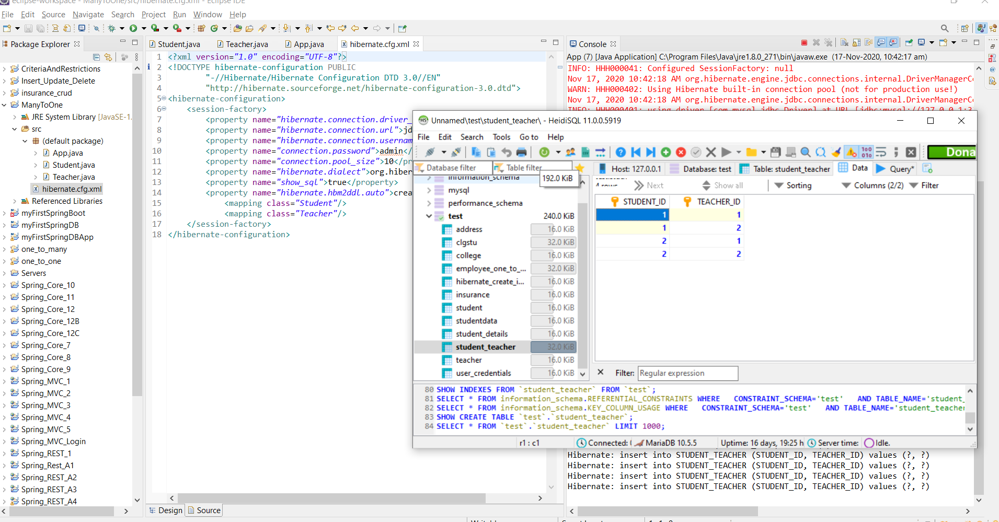 eclipse-workspace - ManyToOne/src/hibernate.cfg.xml - Eclipse IDE
File Edit Source Navigate Search Project Run Window Help
Package Explorer
CriteriaAndRestrictions
Insert_Update_Delete
insurance_crud
ManyToOne
JRE System Library [JavaSE-1.
src
(default package)
App.java
Student.java
Teacher.java
hibernate.cfg.xml
Referenced Libraries
myFirstSpringBoot
myFirstSpringDB
myFirstSpringDBApp
one_to_many
one_to_one
Servers
Spring_Core_10
Spring_Core_11
Spring_Core_12
Spring_Core_12B
Spring_Core_12C
Spring_Core_7
Spring_Core_8
Spring_Core_9
Spring_MVC_1
Spring_MVC_2
Spring_MVC_3
Spring_MVC_4
Spring_MVC_5
Spring_MVC_Login
Spring_REST_1
Spring_Rest_A1
Spring_REST_A2
Spring_REST_A3
Spring_REST_A4
Student.java Teacher.java App.java hibernate.cfg.xml
1 <?xml version="1.0" encoding="UTF-8"?>
2 <!DOCTYPE hibernate-configuration PUBLIC
3 "-//Hibernate/Hibernate Configuration DTD 3.0//EN"
4 "http://hibernate.sourceforge.net/hibernate-configuration-3.0.dtd">
5 <hibernate-configuration>
6 <session-factory>
7 <property name="hibernate.connection.driver_
8 <property name="hibernate.connection.url">jd
9 <property name="hibernate.connection.usernam
10 <property name="connection.password">admin</
11 <property name="connection.pool_size">10</pr
12 <property name="hibernate.dialect">org.hiber
13 <property name="show_sql">true</property>
14 <property name="hibernate.hbm2ddl.auto">crea
15 <mapping class="Student"/>
16 <mapping class="Teacher"/>
17 </session-factory>
18 </hibernate-configuration>
Design Source
Console
App (7) [Java Application] C:\Program Files\Java\jre1.8.0_271\bin\javaw.exe (17-Nov-2020, 10:42:17 am)
INFO: HHH000041: Configured SessionFactory: null
Nov 17, 2020 10:42:18 AM org.hibernate.engine.jdbc.connections.internal.DriverManagerCo
WARN: HHH000402: Using Hibernate built-in connection pool (not for production use!)
Nov 17, 2020 10:42:18 AM org.hibernate.engine.jdbc.connections.internal.DriverManagerCo
INFO: HHH000401: using driver [com.mysql.jdbc.Driver] at URL [jdbc:mysql://127.0.0.1:3
Unnamed\test\student_teacher\ - HeidiSQL 11.0.0.5919
File Edit Search Tools Go to Help
Dona
Database filter Table filter
192.0 KiB
Host: 127.0.0.1 Database: test Table: student_teacher Data Query*
information_schema
mysql
performance_schema
test 240.0 KiB
address 16.0 KiB
clgstu 32.0 KiB
college 16.0 KiB
employee_one_to_... 32.0 KiB
hibernate_create_i... 16.0 KiB
insurance 16.0 KiB
student 16.0 KiB
studentdata 16.0 KiB
student_details 16.0 KiB
student_teacher 32.0 KiB
teacher 16.0 KiB
user_credentials 16.0 KiB
Next Show all Sorting Columns (2/2) Filter
STUDENT_ID TEACHER_ID
1 1
1 2
2 1
2 2
Filter: Regular expression
80 SHOW INDEXES FROM `student_teacher` FROM `test`;
81 SELECT * FROM information_schema.REFERENTIAL_CONSTRAINTS WHERE CONSTRAINT_SCHEMA='test' AND TABLE_NAME='student_
82 SELECT * FROM information_schema.KEY_COLUMN_USAGE WHERE CONSTRAINT_SCHEMA='test' AND TABLE_NAME='student_teacher
83 SHOW CREATE TABLE `test`.`student_teacher`;
84 SELECT * FROM `test`.`student_teacher` LIMIT 1000;
r1 : c1 Connected: MariaDB 10.5.5 Uptime: 16 days, 19:25 h Server time: Idle.
Hibernate: insert into STUDENT_TEACHER (STUDENT_ID, TEACHER_ID) values (?, ?)
Hibernate: insert into STUDENT_TEACHER (STUDENT_ID, TEACHER_ID) values (?, ?)
Hibernate: insert into STUDENT_TEACHER (STUDENT_ID, TEACHER_ID) values (?, ?)
Hibernate: insert into STUDENT_TEACHER (STUDENT_ID, TEACHER_ID) values (?, ?)